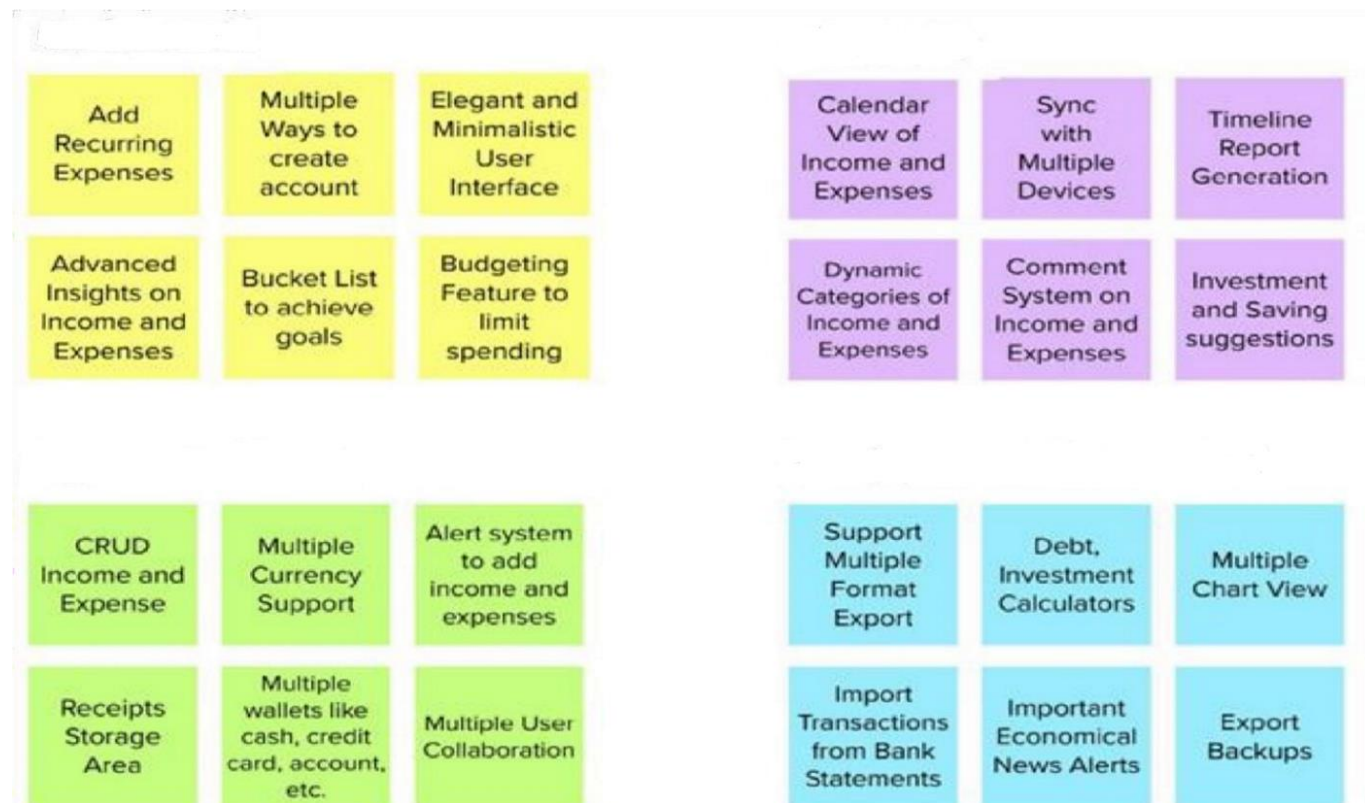 Add
Recurring
Expenses
Multiple
Ways to
create
account
Elegant and
Minimalistic
User
Interface
Advanced
Insights on
Income and
Expenses
Bucket List
to achieve
goals
Budgeting
Feature to
limit
spending
Calendar
View of
Income and
Expenses
Sync
with
Multiple
Devices
Timeline
Report
Generation
Dynamic
Categories of
Income and
Expenses
Comment
System on
Income and
Expenses
Investment
and Saving
suggestions
CRUD
Income and
Expense
Multiple
Currency
Support
Alert system
to add
income and
expenses
Receipts
Storage
Area
Multiple
wallets like
cash, credit
card, account,
etc.
Multiple User
Collaboration
Support
Multiple
Format
Export
Debt,
Investment
Calculators
Multiple
Chart View
Import
Transactions
from Bank
Statements
Important
Economical
News Alerts
Export
Backups